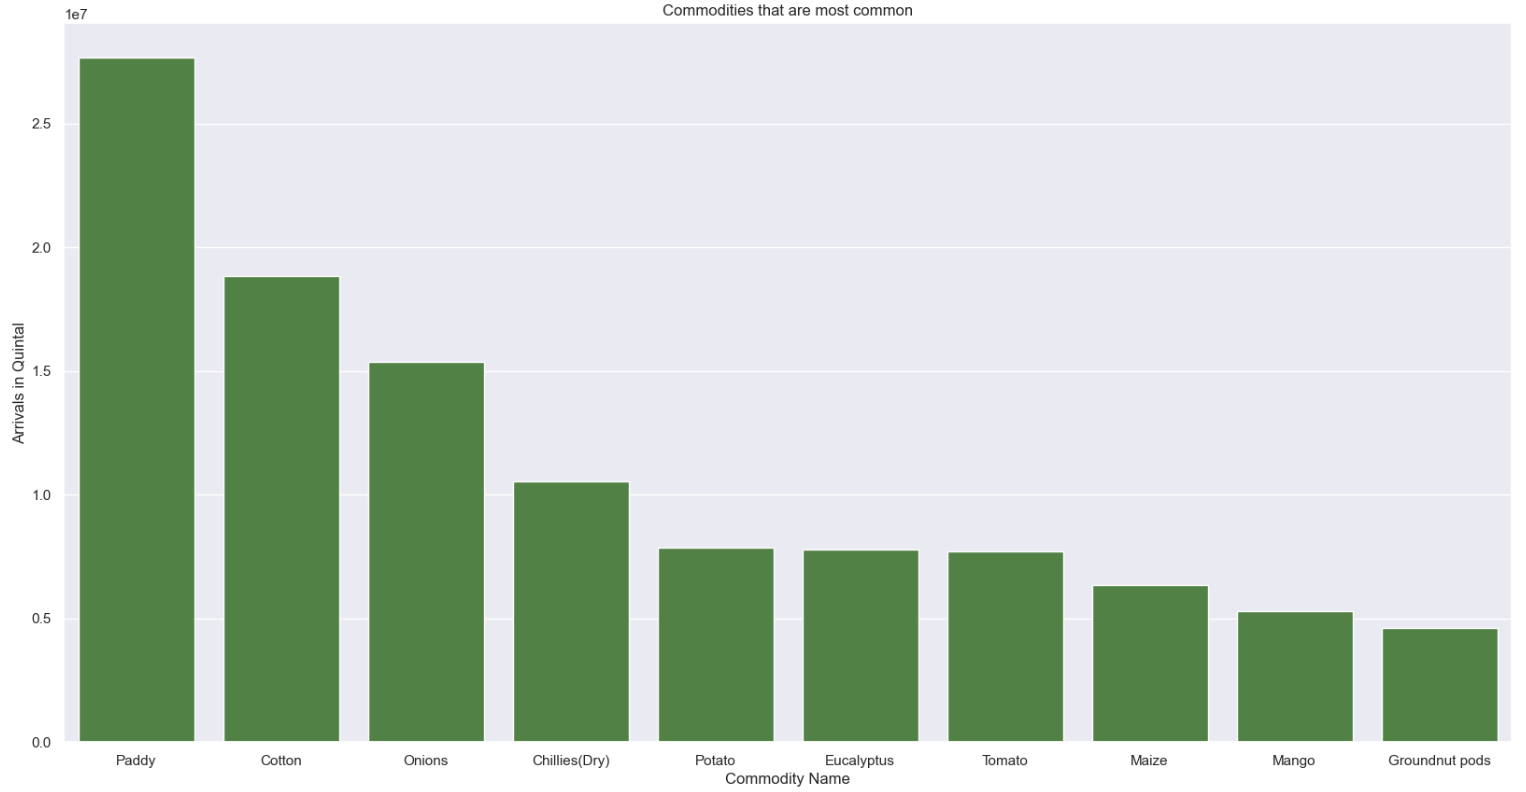 Commodities that are most common
1e7
2.5
2.0
1.5
1.0
0.5
0.0
Arrivals in Quintal
Paddy Cotton Onions Chillies(Dry) Potato Eucalyptus Tomato Maize Mango Groundnut pods
Commodity Name